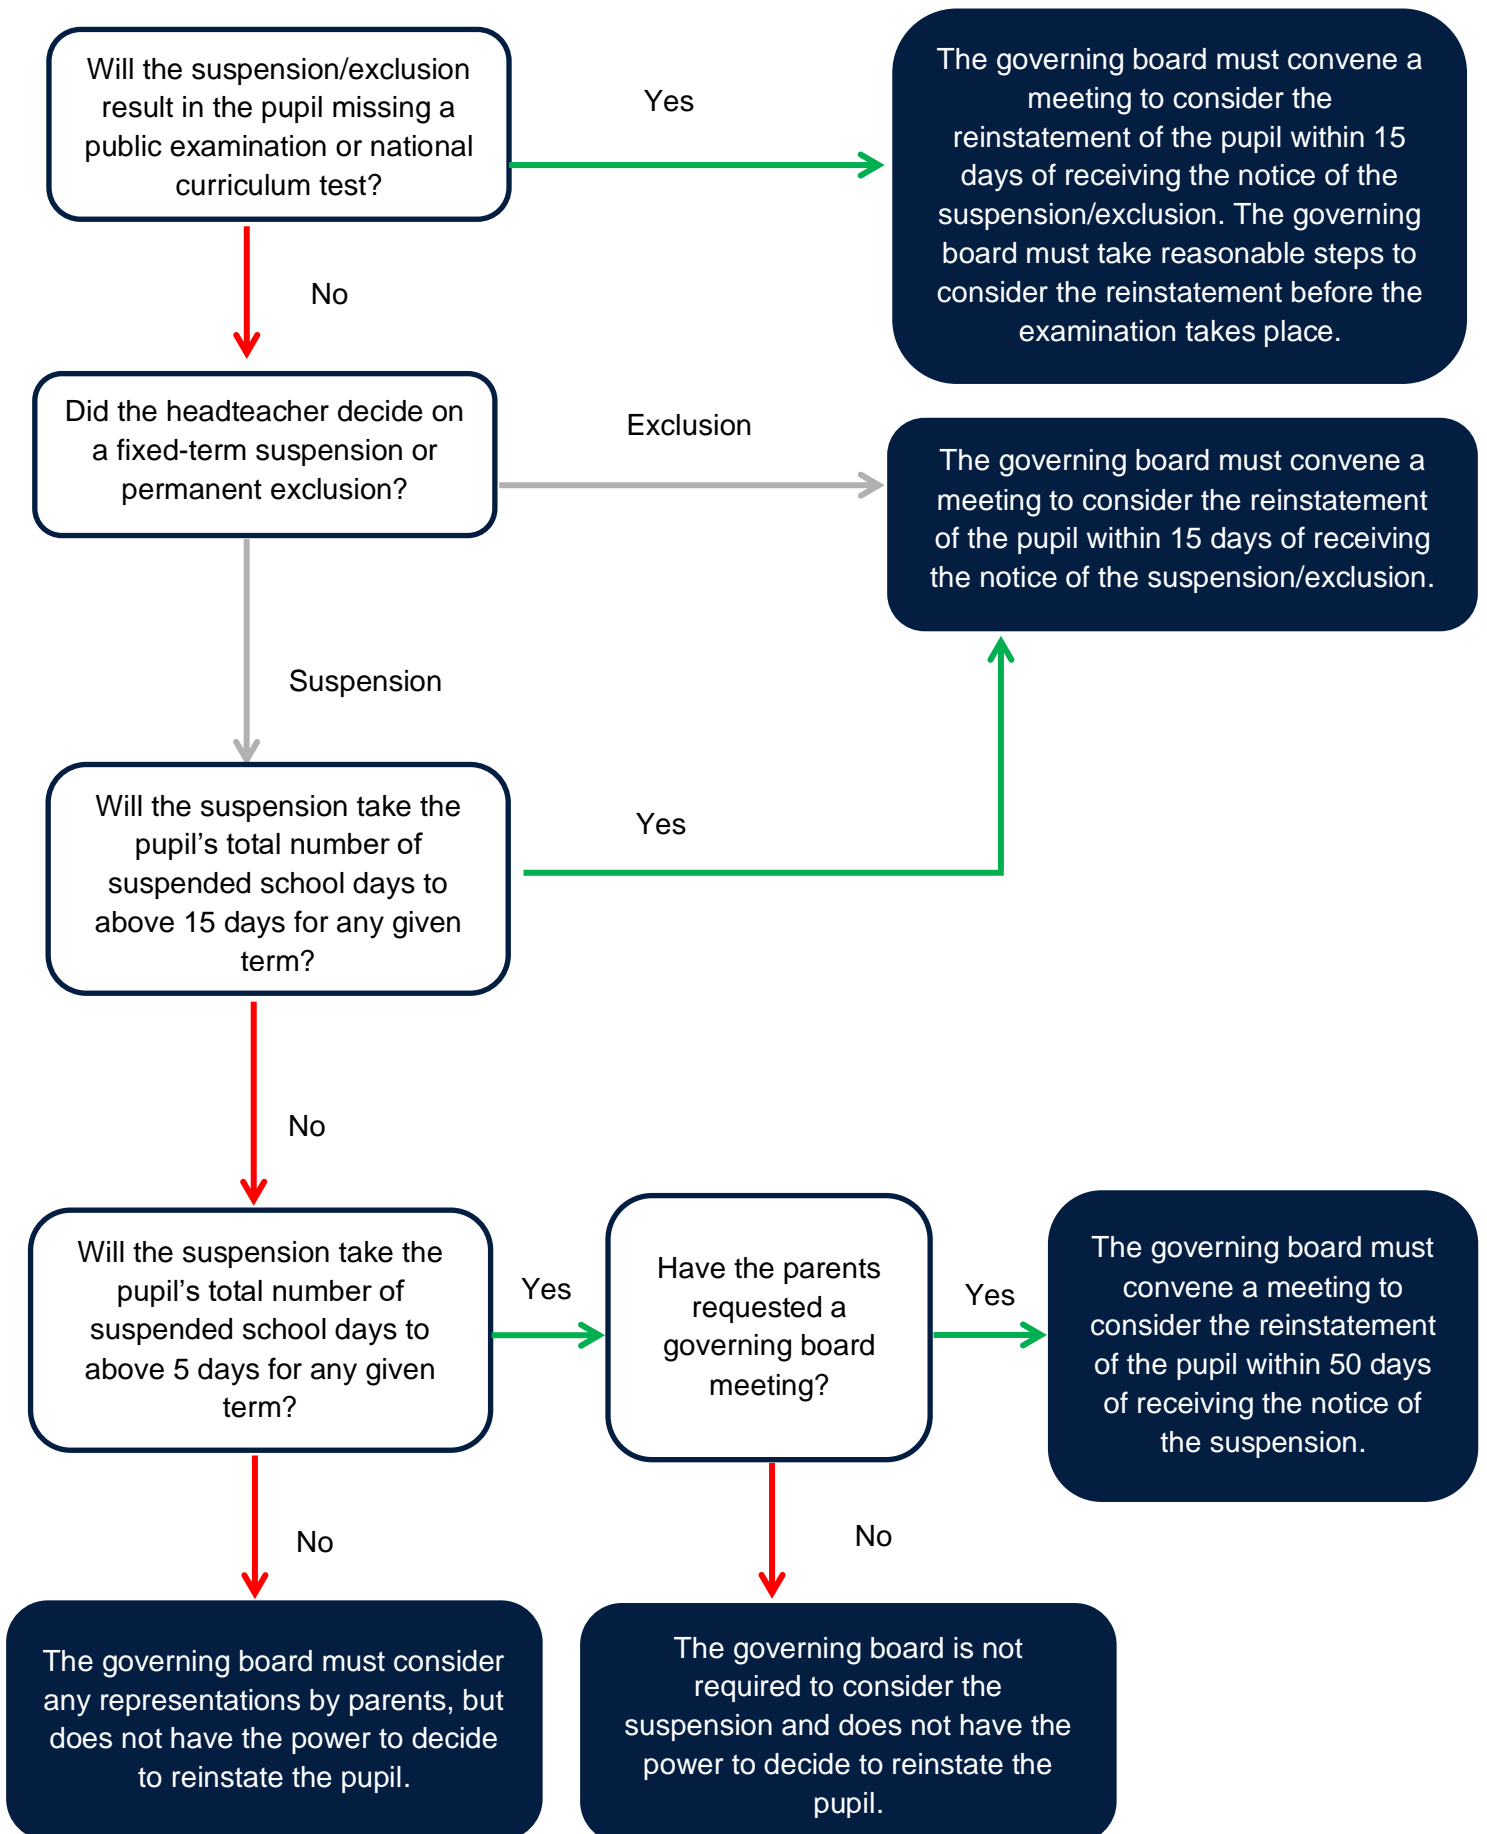 Will the suspension/exclusion
result in the pupil missing a
public examination or national
curriculum test?
Yes
The governing board must convene a
meeting to consider the
reinstatement of the pupil within 15
days of receiving the notice of the
suspension/exclusion. The governing
board must take reasonable steps to
consider the reinstatement before the
examination takes place.
No
Did the headteacher decide on
a fixed-term suspension or
permanent exclusion?
Exclusion
The governing board must convene a
meeting to consider the reinstatement
of the pupil within 15 days of receiving
the notice of the suspension/exclusion.
Suspension
Will the suspension take the
pupil’s total number of
suspended school days to
above 15 days for any given
term?
Yes
No
Will the suspension take the
pupil’s total number of
suspended school days to
above 5 days for any given
term?
Yes
Have the parents
requested a
governing board
meeting?
Yes
The governing board must
convene a meeting to
consider the reinstatement
of the pupil within 50 days
of receiving the notice of
the suspension.
No
No
The governing board must consider
any representations by parents, but
does not have the power to decide
to reinstate the pupil.
The governing board is not
required to consider the
suspension and does not have the
power to decide to reinstate the
pupil.